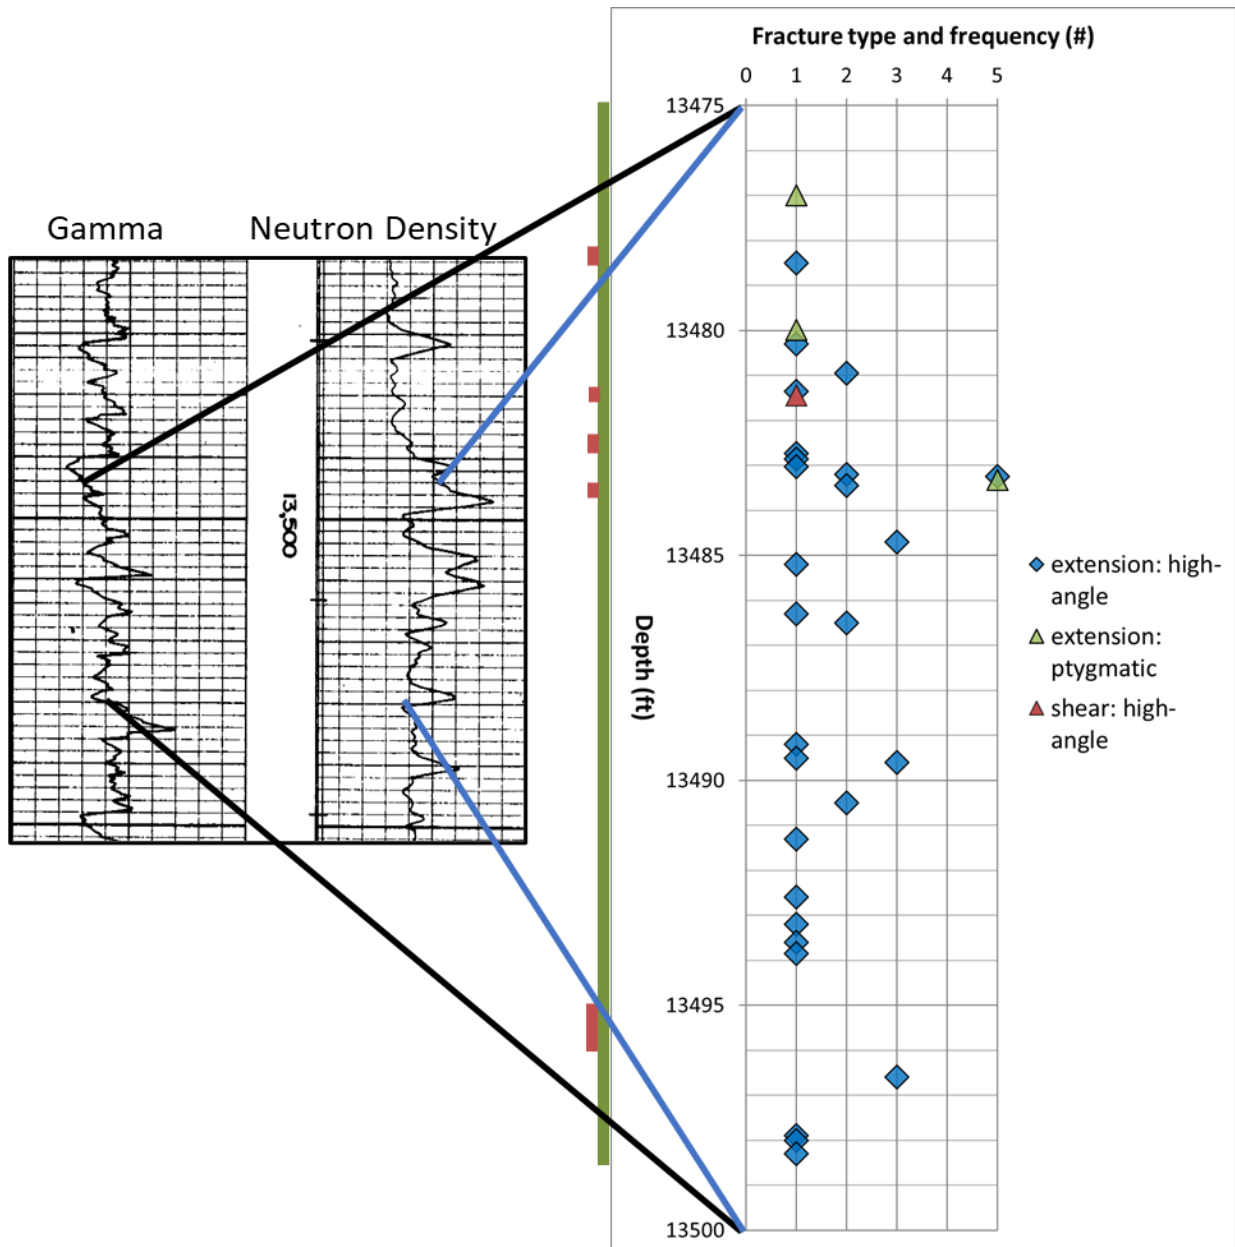 Fracture type and frequency (#)
0 1 2 3 4 5
Gamma
Neutron Density
13,500
13475
13480
13485
13490
13495
13500
Depth (ft)
extension: high-
angle
extension:
ptygmatic
shear: high-
angle